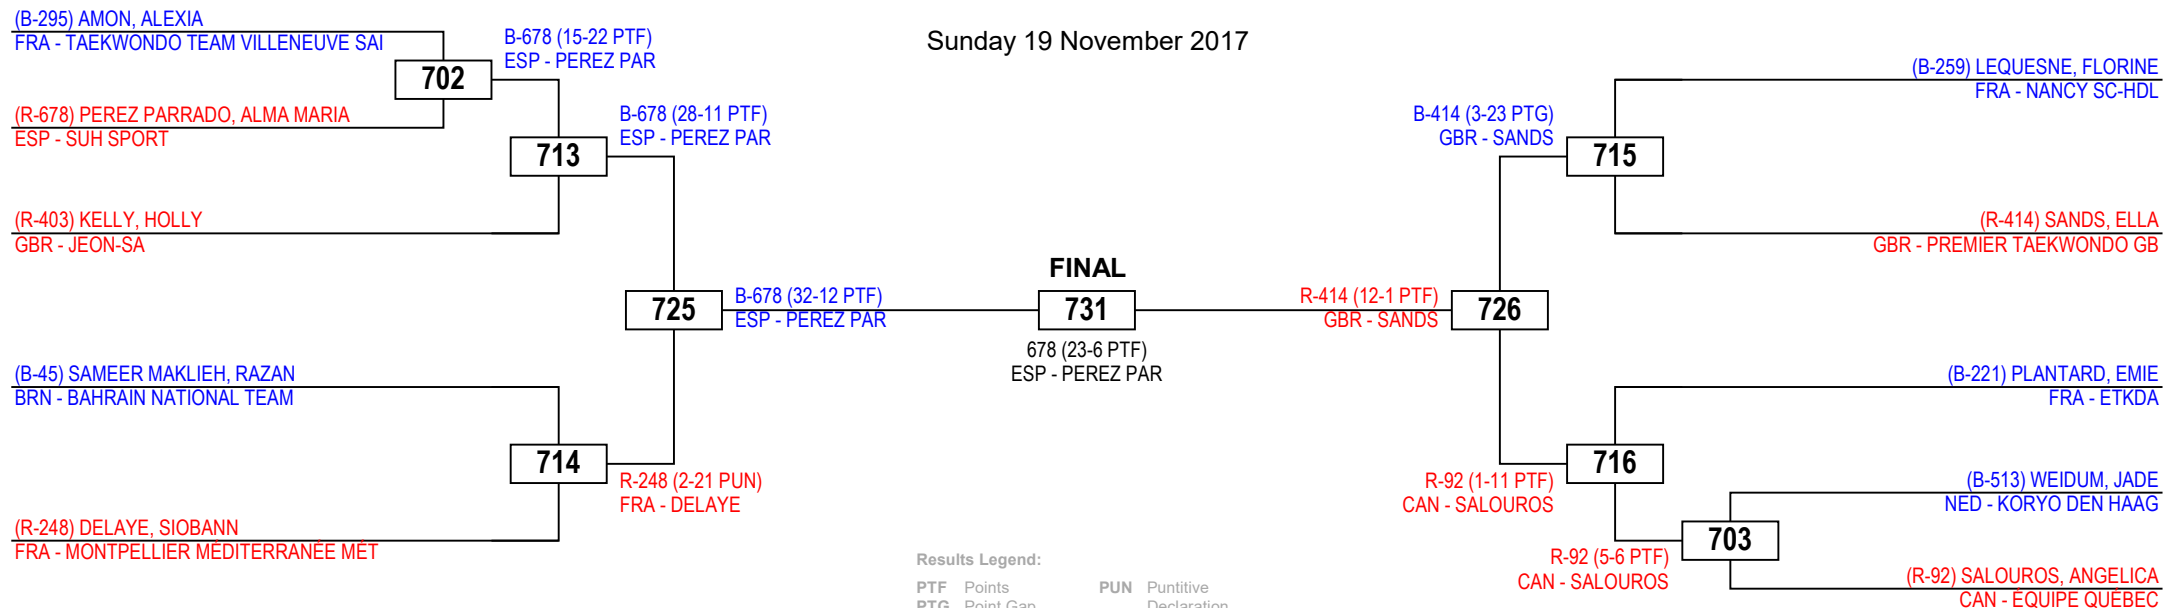 Sunday 19 November 2017
(B-295) AMON, ALEXIA
FRA - TAEKWONDO TEAM VILLENEUVE SAI
702
B-678 (15-22 PTF)
ESP - PEREZ PAR
(R-678) PEREZ PARRADO, ALMA MARIA
ESP - SUH SPORT
713
B-678 (28-11 PTF)
ESP - PEREZ PAR
(R-403) KELLY, HOLLY
GBR - JEON-SA
725
B-678 (32-12 PTF)
ESP - PEREZ PAR
(B-45) SAMEER MAKLIEH, RAZAN
BRN - BAHRAIN NATIONAL TEAM
714
R-248 (2-21 PUN)
FRA - DELAYE
(R-248) DELAYE, SIOBANN
FRA - MONTPELLIER MÉDITERRANÉE MÉT
FINAL
731
678 (23-6 PTF)
ESP - PEREZ PAR
(B-259) LEQUESNE, FLORINE
FRA - NANCY SC-HDL
B-414 (3-23 PTG)
GBR - SANDS
715
(R-414) SANDS, ELLA
GBR - PREMIER TAEKWONDO GB
R-414 (12-1 PTF)
GBR - SANDS
726
(B-221) PLANTARD, EMIE
FRA - ETKDA
716
R-92 (1-11 PTF)
CAN - SALOUROS
(B-513) WEIDUM, JADE
NED - KORYO DEN HAAG
703
R-92 (5-6 PTF)
CAN - SALOUROS
(R-92) SALOUROS, ANGELICA
CAN - ÉQUIPE QUÉBEC
Results Legend:
PTF Points PUN Puntitive
PTG Point Gap Declaration